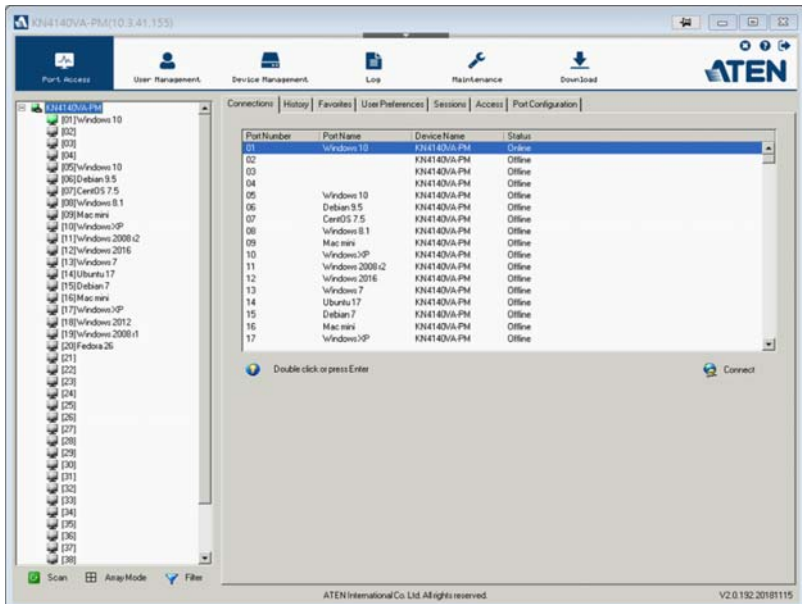 KN4140VA-PM(10.3.41.155)
Port Access
User Management
Device Management
Log
Maintenance
Download
ATEN
KN4140VA-PM
[01]Windows 10
[02]
[03]
[04]
[05]Windows 10
[06]Debian 9.5
[07]CentOS 7.5
[08]Windows 8.1
[09]Mac mini
[10]WindowsXP
[11]Windows 2008 r2
[12]Windows 2016
[13]Windows 7
[14]Ubuntu 17
[15]Debian 7
[16]Mac mini
[17]WindowsXP
[18]Windows 2012
[19]Windows 2008 r1
[20]Fedora 26
[21]
[22]
[23]
[24]
[25]
[26]
[27]
[28]
[29]
[30]
[31]
[32]
[33]
[34]
[35]
[36]
[37]
[38]
Scan
Array Mode
Filter
Connections
History
Favorites
User Preferences
Sessions
Access
Port Configuration
Port Number Port Name Device Name Status
01 Windows 10 KN4140VA-PM Online
02 KN4140VA-PM Offline
03 KN4140VA-PM Offline
04 KN4140VA-PM Offline
05 Windows 10 KN4140VA-PM Offline
06 Debian 9.5 KN4140VA-PM Offline
07 CentOS 7.5 KN4140VA-PM Offline
08 Windows 8.1 KN4140VA-PM Offline
09 Mac mini KN4140VA-PM Offline
10 WindowsXP KN4140VA-PM Offline
11 Windows 2008 r2 KN4140VA-PM Offline
12 Windows 2016 KN4140VA-PM Offline
13 Windows 7 KN4140VA-PM Offline
14 Ubuntu 17 KN4140VA-PM Offline
15 Debian 7 KN4140VA-PM Offline
16 Mac mini KN4140VA-PM Offline
17 WindowsXP KN4140VA-PM Offline
Double click or press Enter
Connect
ATEN International Co. Ltd. All rights reserved.
V2.0.192.20181115